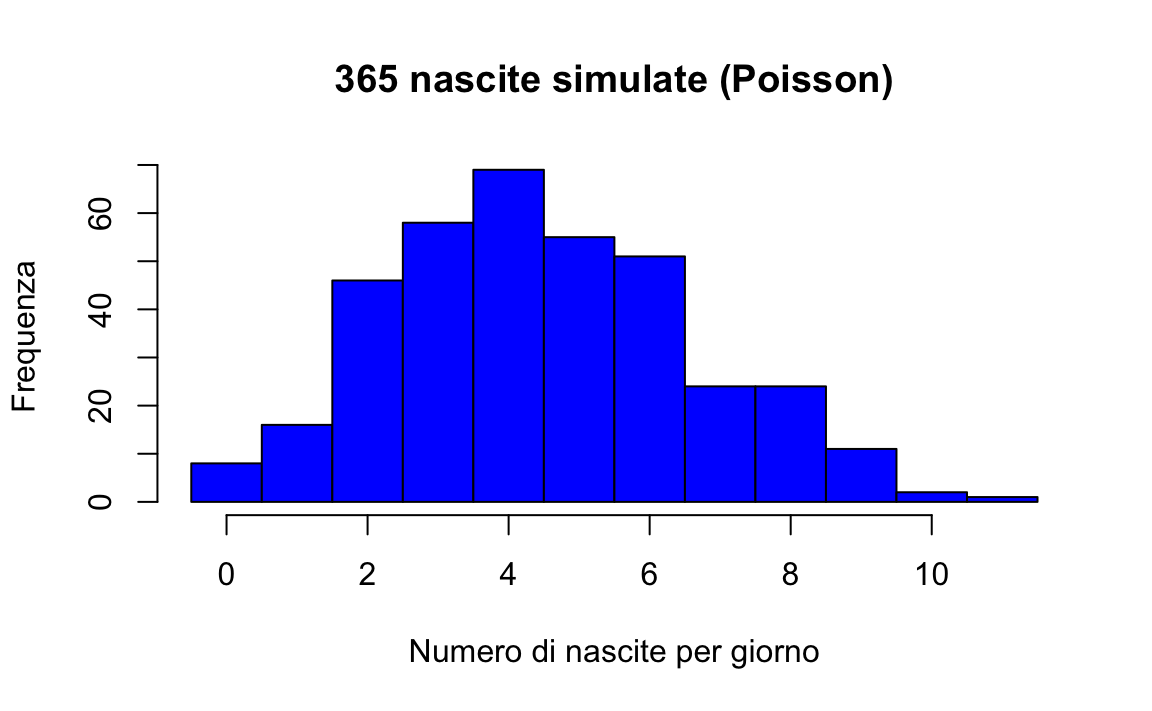 365 nascite simulate (Poisson)
Frequenza
60
40
20
0
0 2 4 6 8 10
Numero di nascite per giorno